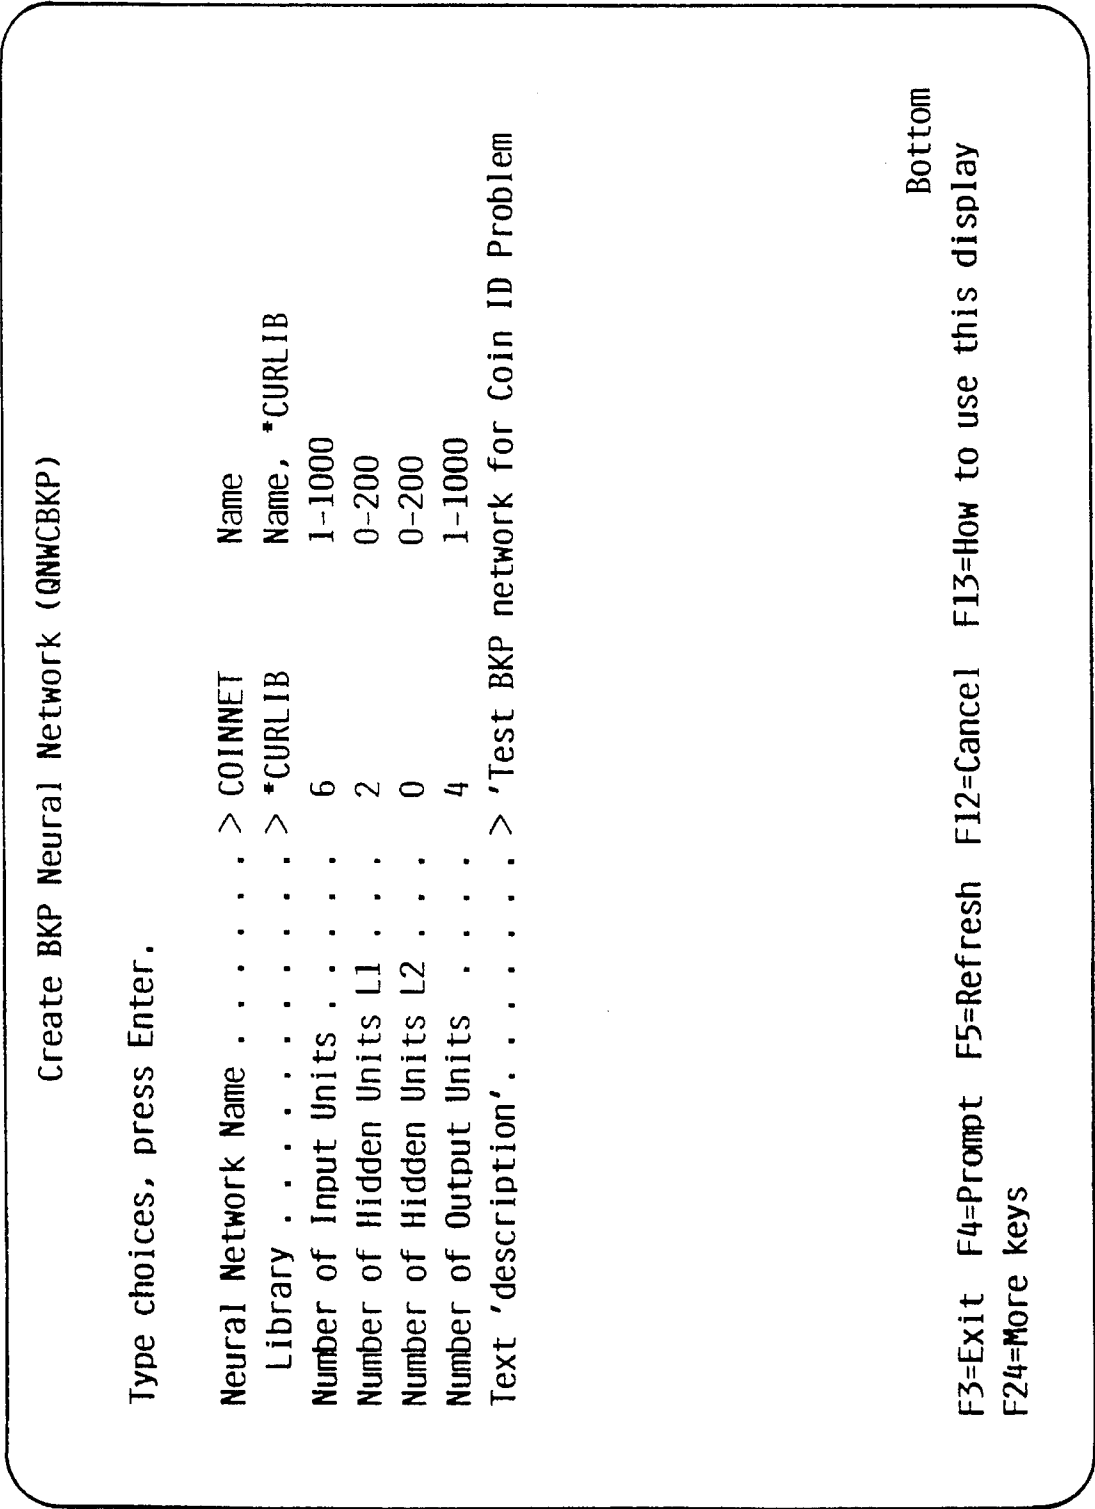 Create BKP Neural Network (QNWCBKP)
Type choices, press Enter.
Neural Network Name . . . . . . > COINNET Name
Library . . . . . . . . . . > *CURLIB Name, *CURLIB
Number of Input Units . . . . . 6 1-1000
Number of Hidden Units L1 . . . 2 0-200
Number of Hidden Units L2 . . . 0 0-200
Number of Output Units . . . . 4 1-1000
Text 'description'. . . . . . . > 'Test BKP network for Coin ID Problem
Bottom
F3=Exit F4=Prompt F5=Refresh F12=Cancel F13=How to use this display
F24=More keys